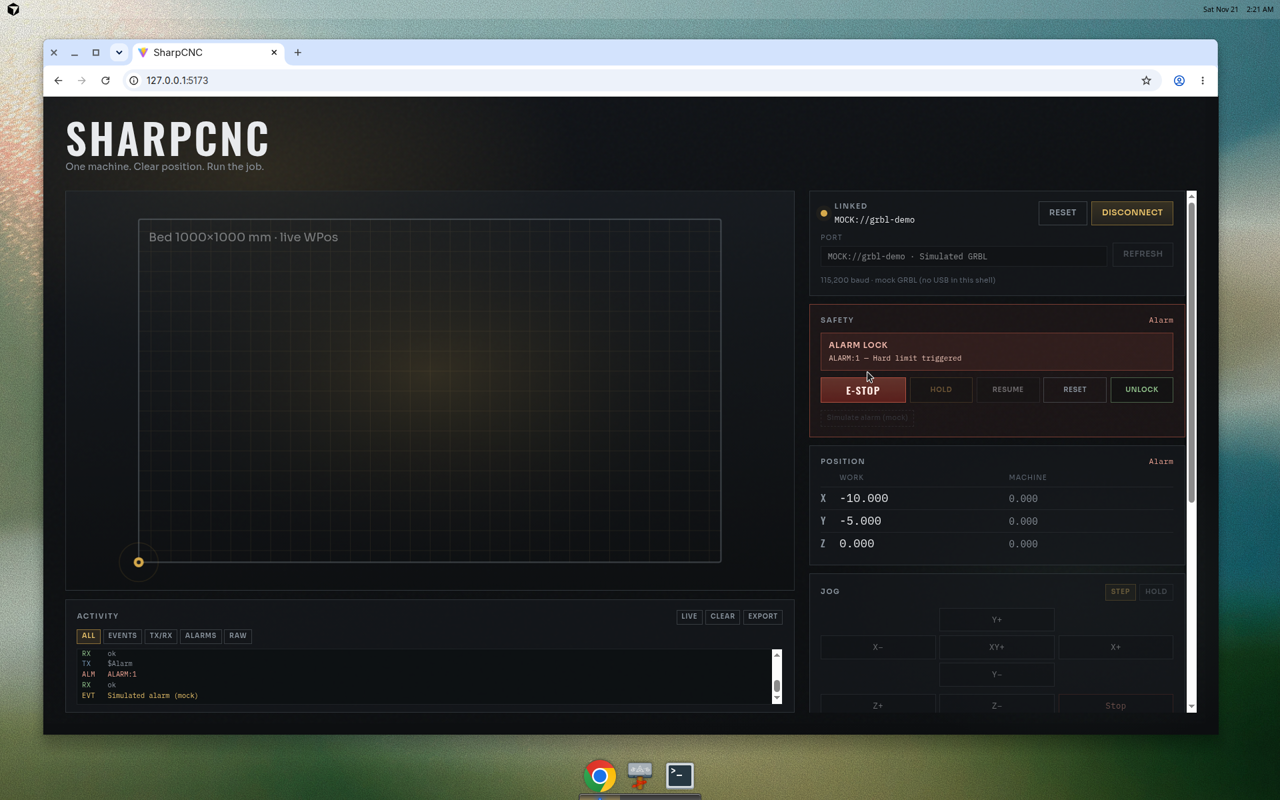 Sat Nov 21 2:21 AM
SharpCNC
127.0.0.1:5173
SHARPCNC
One machine. Clear position. Run the job.
Bed 1000×1000 mm · live WPos
ACTIVITY
LIVE CLEAR EXPORT
ALL EVENTS TX/RX ALARMS RAW
RX ok
TX $Alarm
ALM ALARM:1
RX ok
EVT Simulated alarm (mock)
LINKED
MOCK://grbl-demo
RESET DISCONNECT
PORT
MOCK://grbl-demo · Simulated GRBL
REFRESH
115,200 baud · mock GRBL (no USB in this shell)
SAFETY Alarm
ALARM LOCK
ALARM:1 — Hard limit triggered
E-STOP HOLD RESUME RESET UNLOCK
Simulate alarm (mock)
POSITION Alarm
WORK MACHINE
X -10.000 0.000
Y -5.000 0.000
Z 0.000 0.000
JOG STEP HOLD
Y+
X− XY+ X+
Y−
Z+ Z− Stop